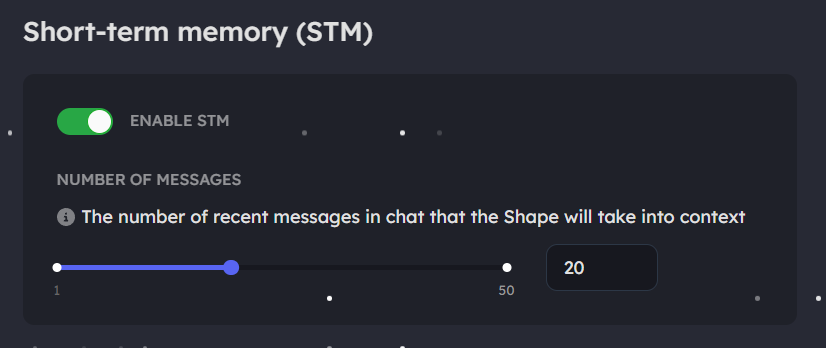 Short-term memory (STM)
ENABLE STM
NUMBER OF MESSAGES
The number of recent messages in chat that the Shape will take into context
20
1
50